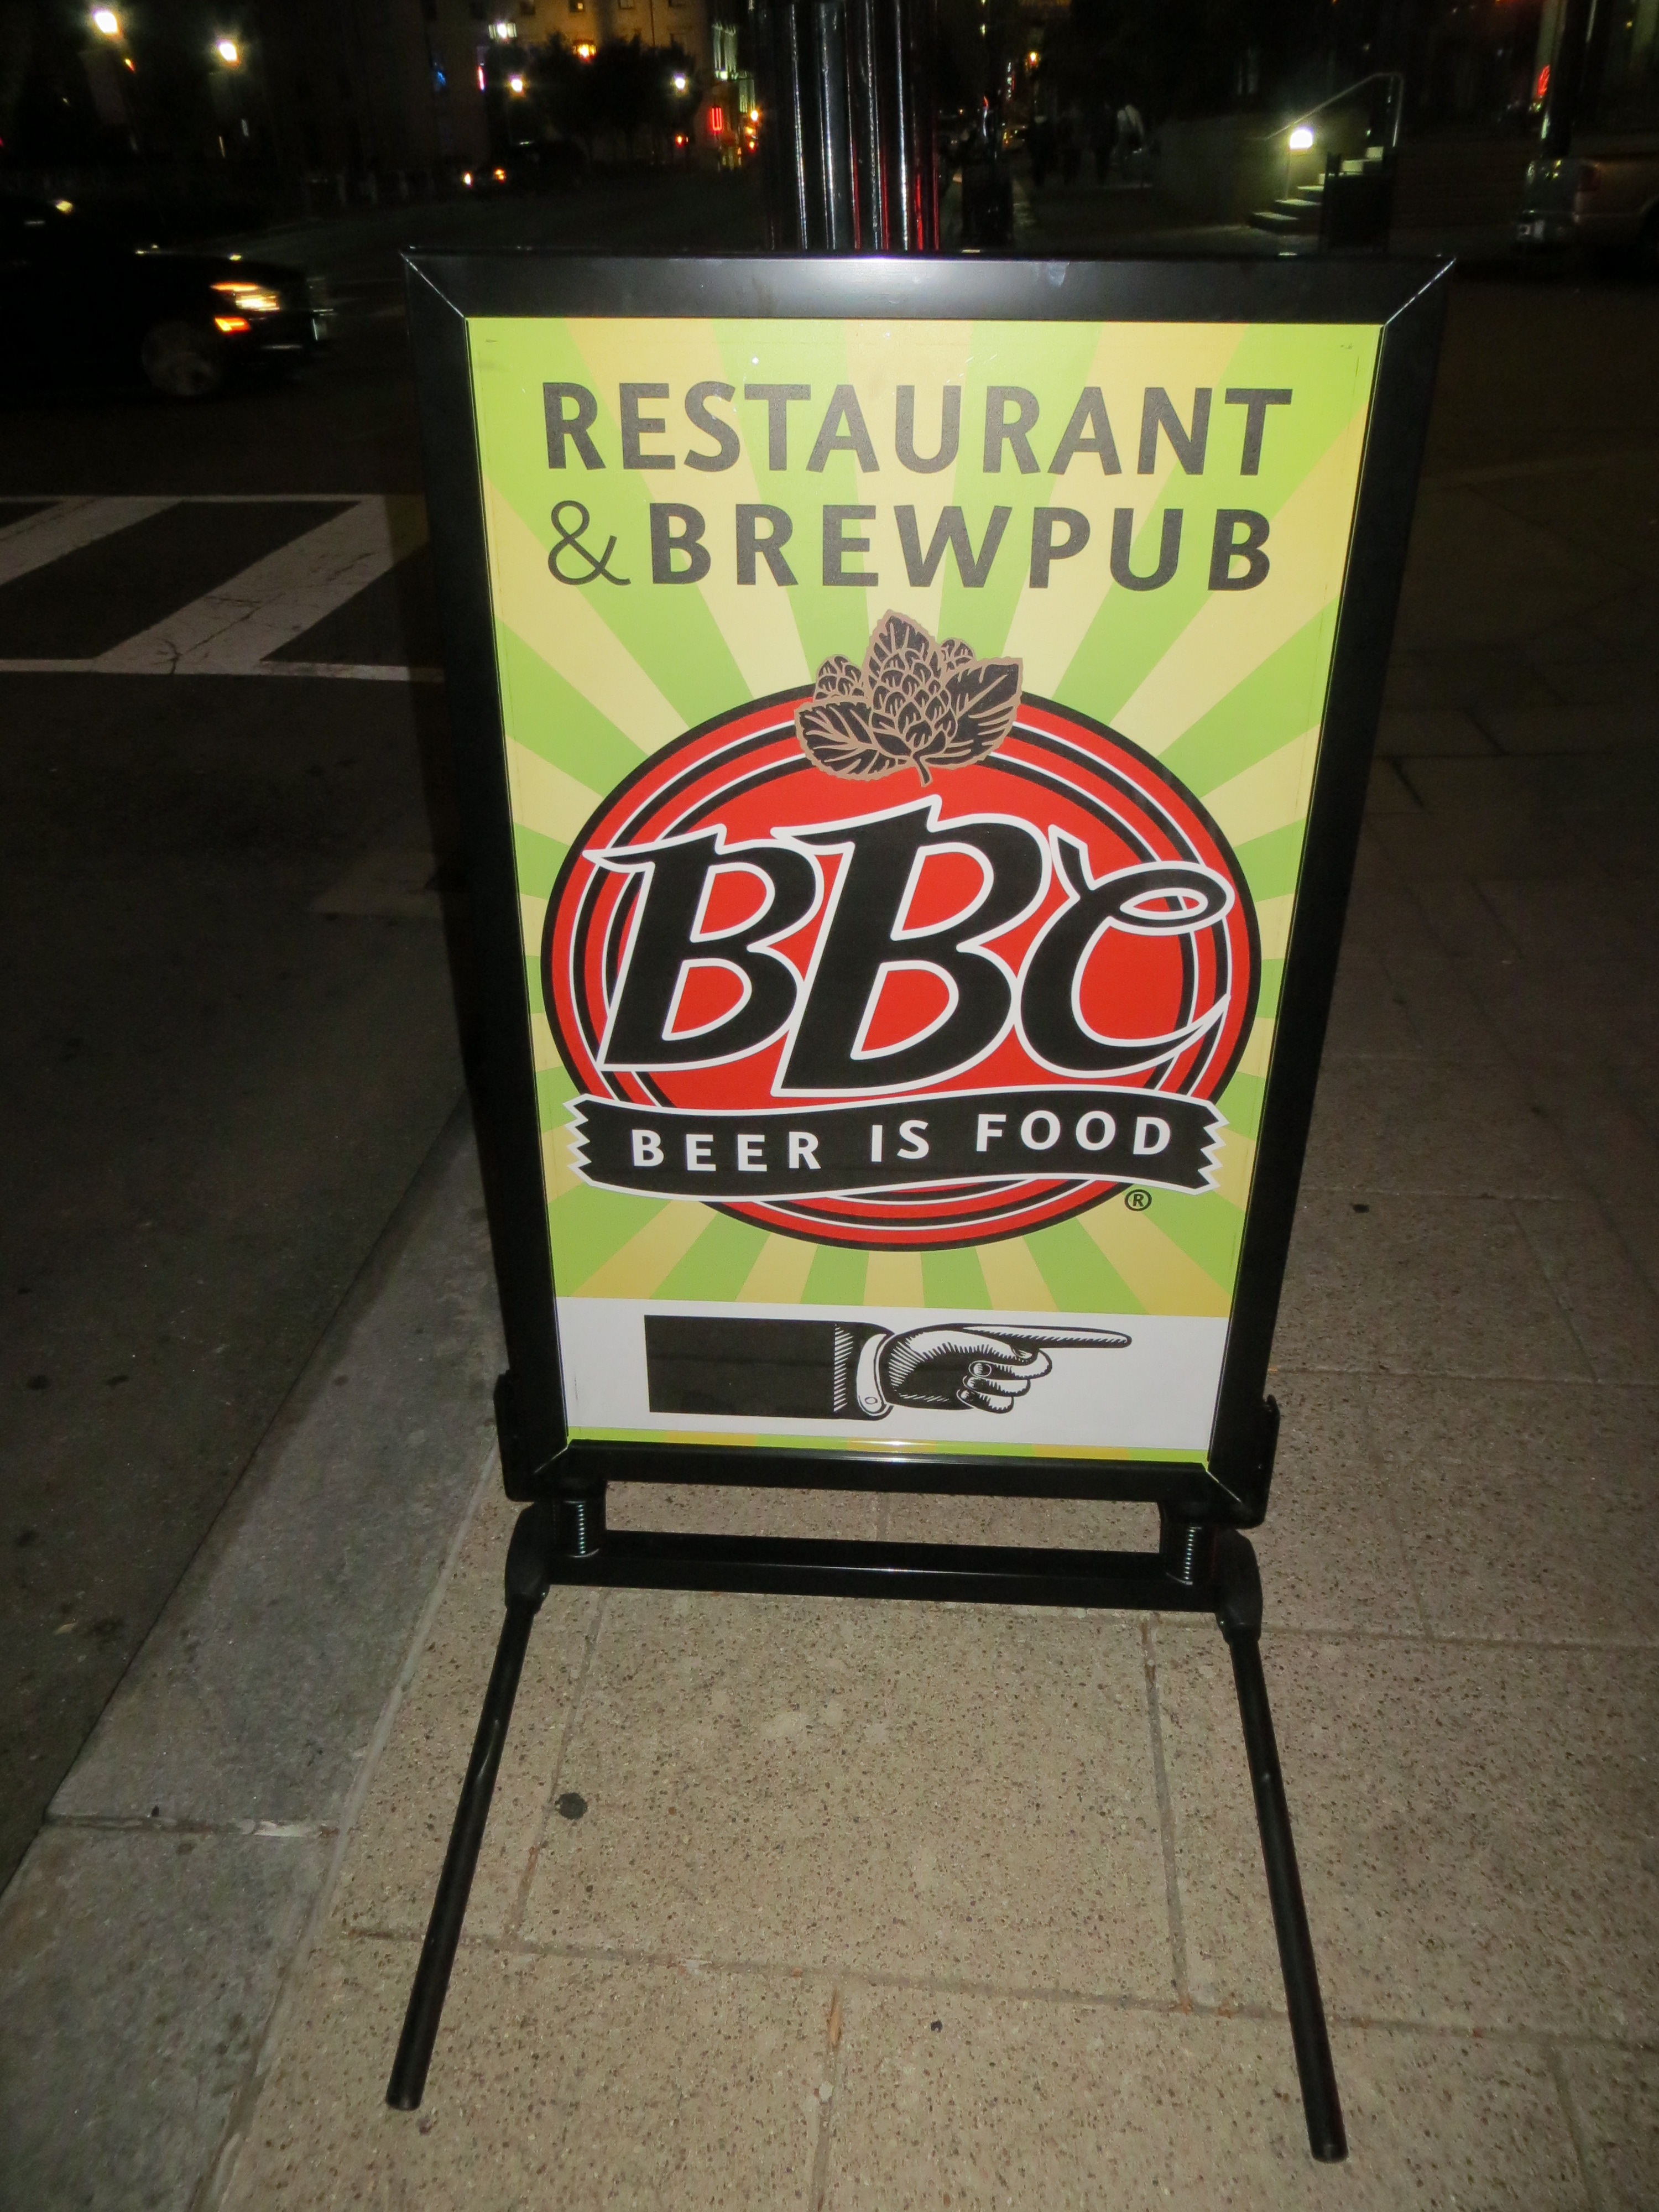 RESTAURANT
& BREWPUB
BBC
BEER IS FOOD
®